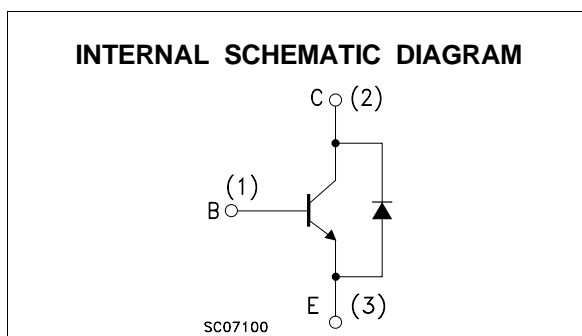 INTERNAL SCHEMATIC DIAGRAM
C (2)
(1)
B
E (3)
SC07100